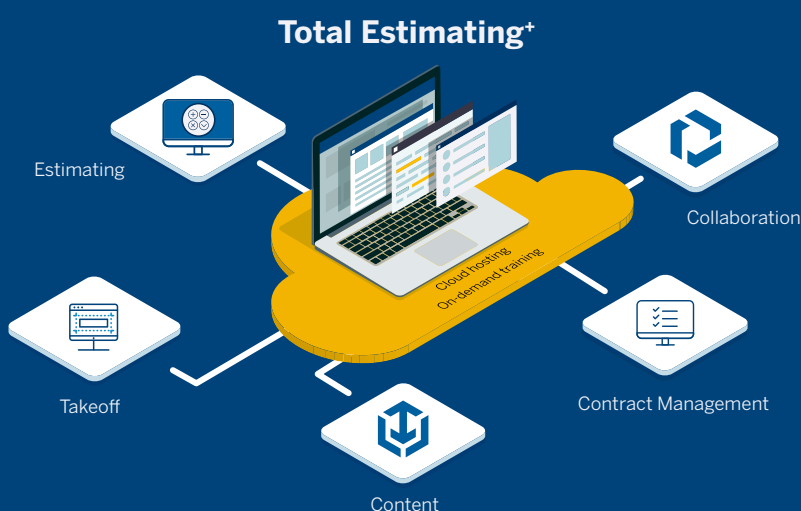 Total Estimating⁺
Estimating
Collaboration
Cloud hosting
On-demand training
Takeoff
Contract Management
Content